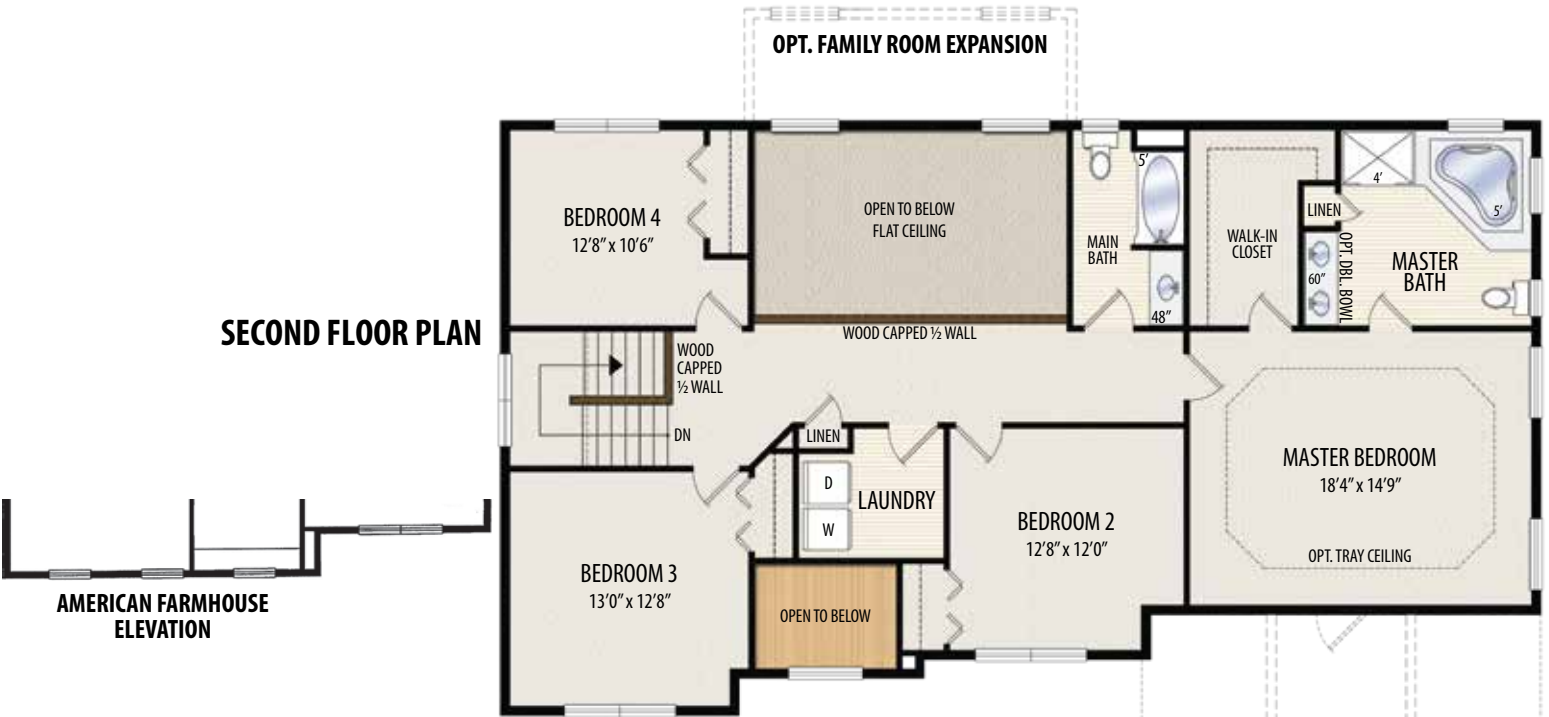 OPT. FAMILY ROOM EXPANSION
BEDROOM 4
12'8" x 10'6"
OPEN TO BELOW
FLAT CEILING
5'
MAIN
BATH
48"
WALK-IN
CLOSET
LINEN
4'
5'
60"
OPT. DBL. BOWL
MASTER
BATH
SECOND FLOOR PLAN
WOOD
CAPPED
½ WALL
WOOD CAPPED ½ WALL
DN
LINEN
D
W
LAUNDRY
BEDROOM 2
12'8" x 12'0"
MASTER BEDROOM
18'4" x 14'9"
OPT. TRAY CEILING
BEDROOM 3
13'0" x 12'8"
OPEN TO BELOW
AMERICAN FARMHOUSE
ELEVATION